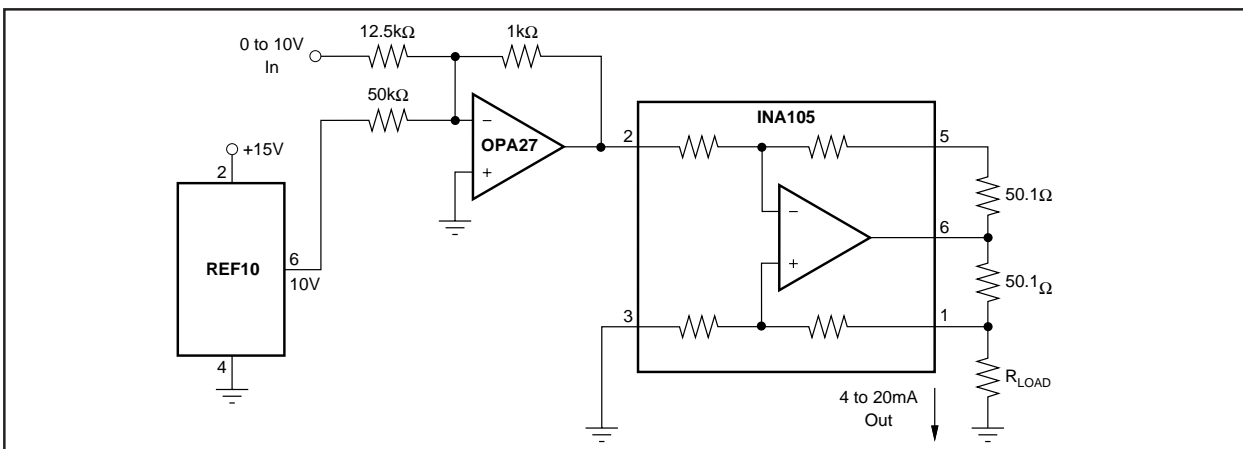 12.5kΩ
1kΩ
0 to 10V
In
50kΩ
+15V
2
REF10
6
10V
4
OPA27
INA105
2
5
50.1Ω
6
50.1Ω
3
1
RLOAD
4 to 20mA
Out